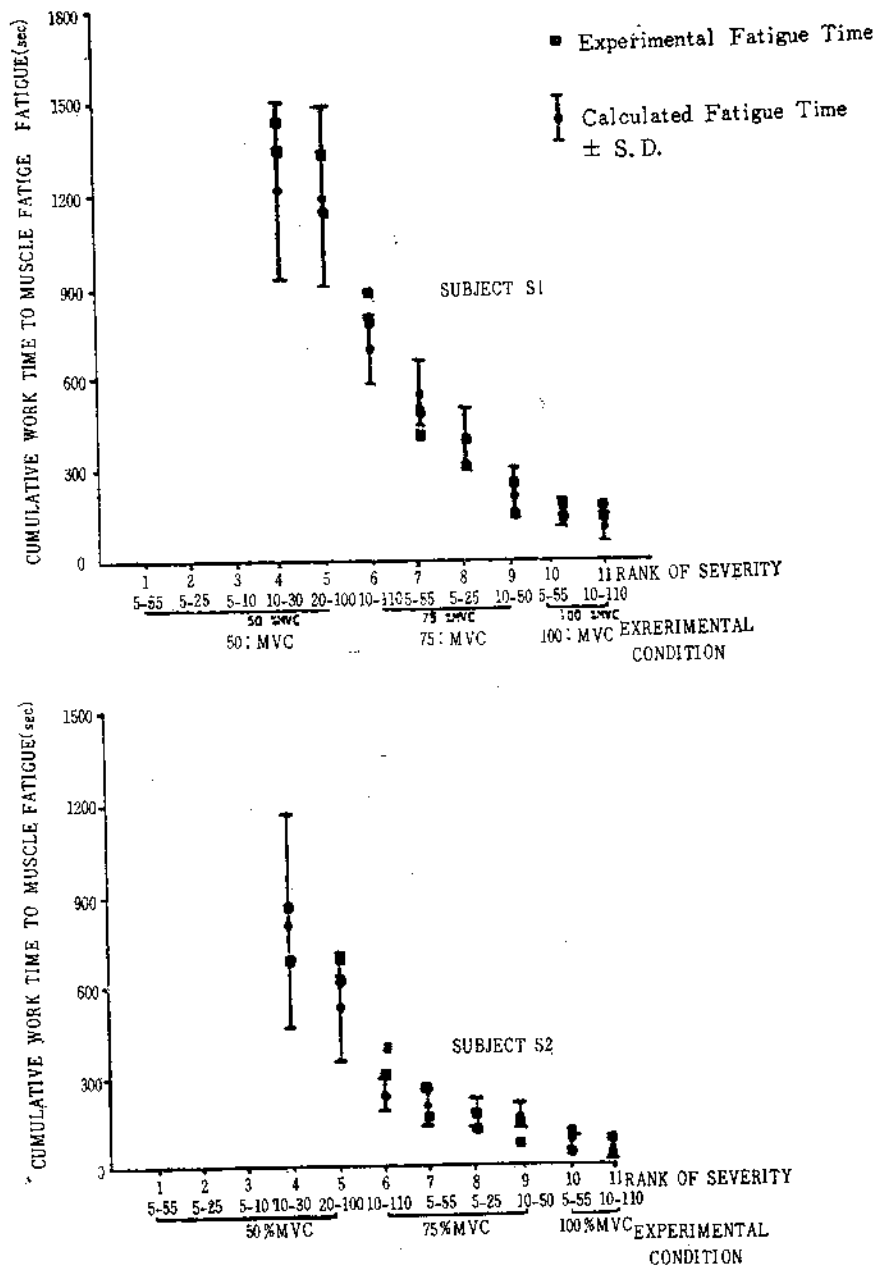 1800
1500
1200
900
600
300
0
CUMULATIVE WORK TIME TO MUSCLE FATIGE FATIGUE(sec)
■ Experimental Fatigue Time
Calculated Fatigue Time
± S.D.
SUBJECT S1
1 2 3 4 5 6 7 8 9 10 11 RANK OF SEVERITY
5-55 5-25 5-10 10-30 20-100 10-110 5-55 5-25 10-50 5-55 10-110
50 %MVC 75 %MVC 100 %MVC
50: MVC 75: MVC 100: MVC EXRERIMENTAL
CONDITION
1500
1200
900
600
300
0
CUMULATIVE WORK TIME TO MUSCLE FATIGUE(sec)
SUBJECT S2
1 2 3 4 5 6 7 8 9 10 11 RANK OF SEVERITY
5-55 5-25 5-10 10-30 20-100 10-110 5-55 5-25 10-50 5-55 10-110
50%MVC 75%MVC 100%MVC EXPERIMENTAL
CONDITION